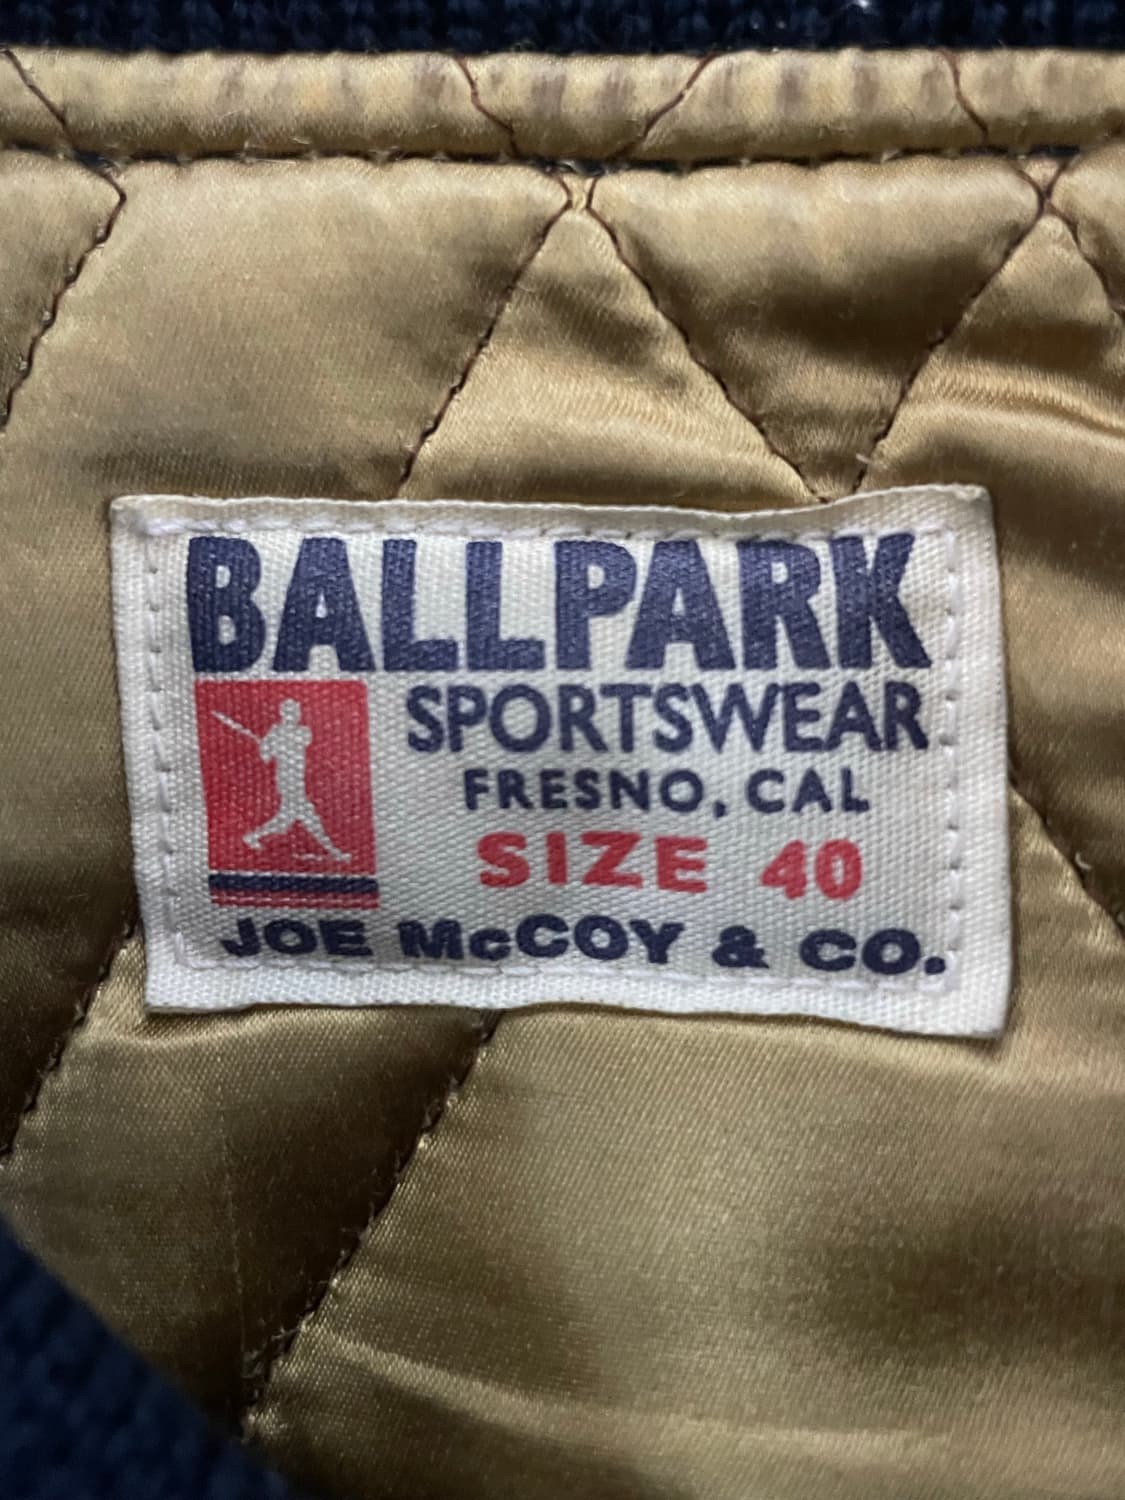 BALLPARK
SPORTSWEAR
FRESNO, CAL
SIZE 40
JOE McCOY & CO.